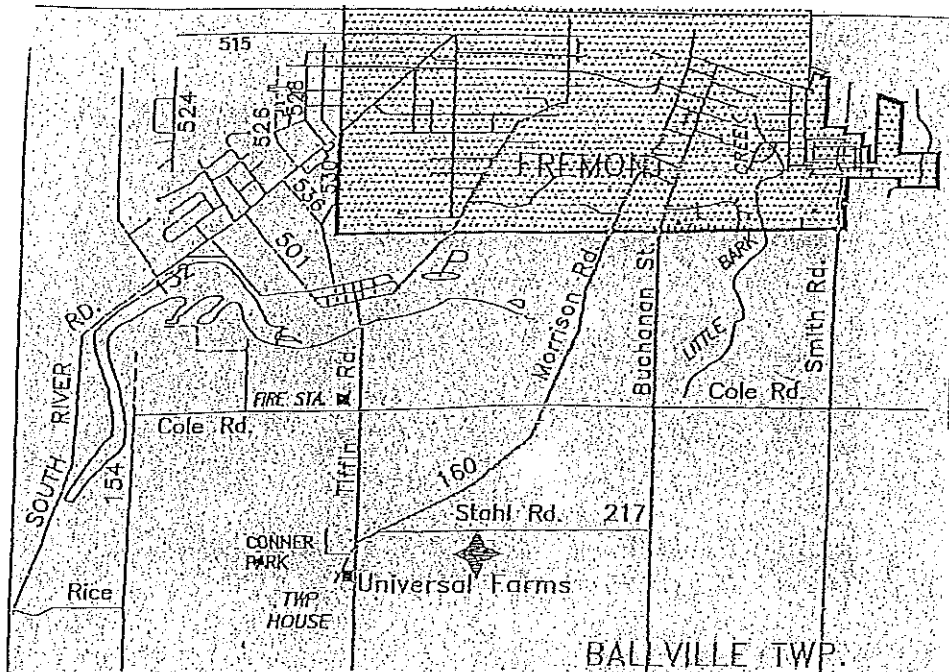 515
524
526
528
530
536
501
FREMONT
CREEK
BARK
LITTLE
SOUTH RIVER RD.
132
Morrison Rd.
Buchanan St.
Smith Rd.
FIRE STA.
Tiffin Rd.
Cole Rd.
Cole Rd.
154
160
Stahl Rd. 217
CONNER
PARK
Universal Farms
Rice
TWP
HOUSE
BALLVILLE TWP.